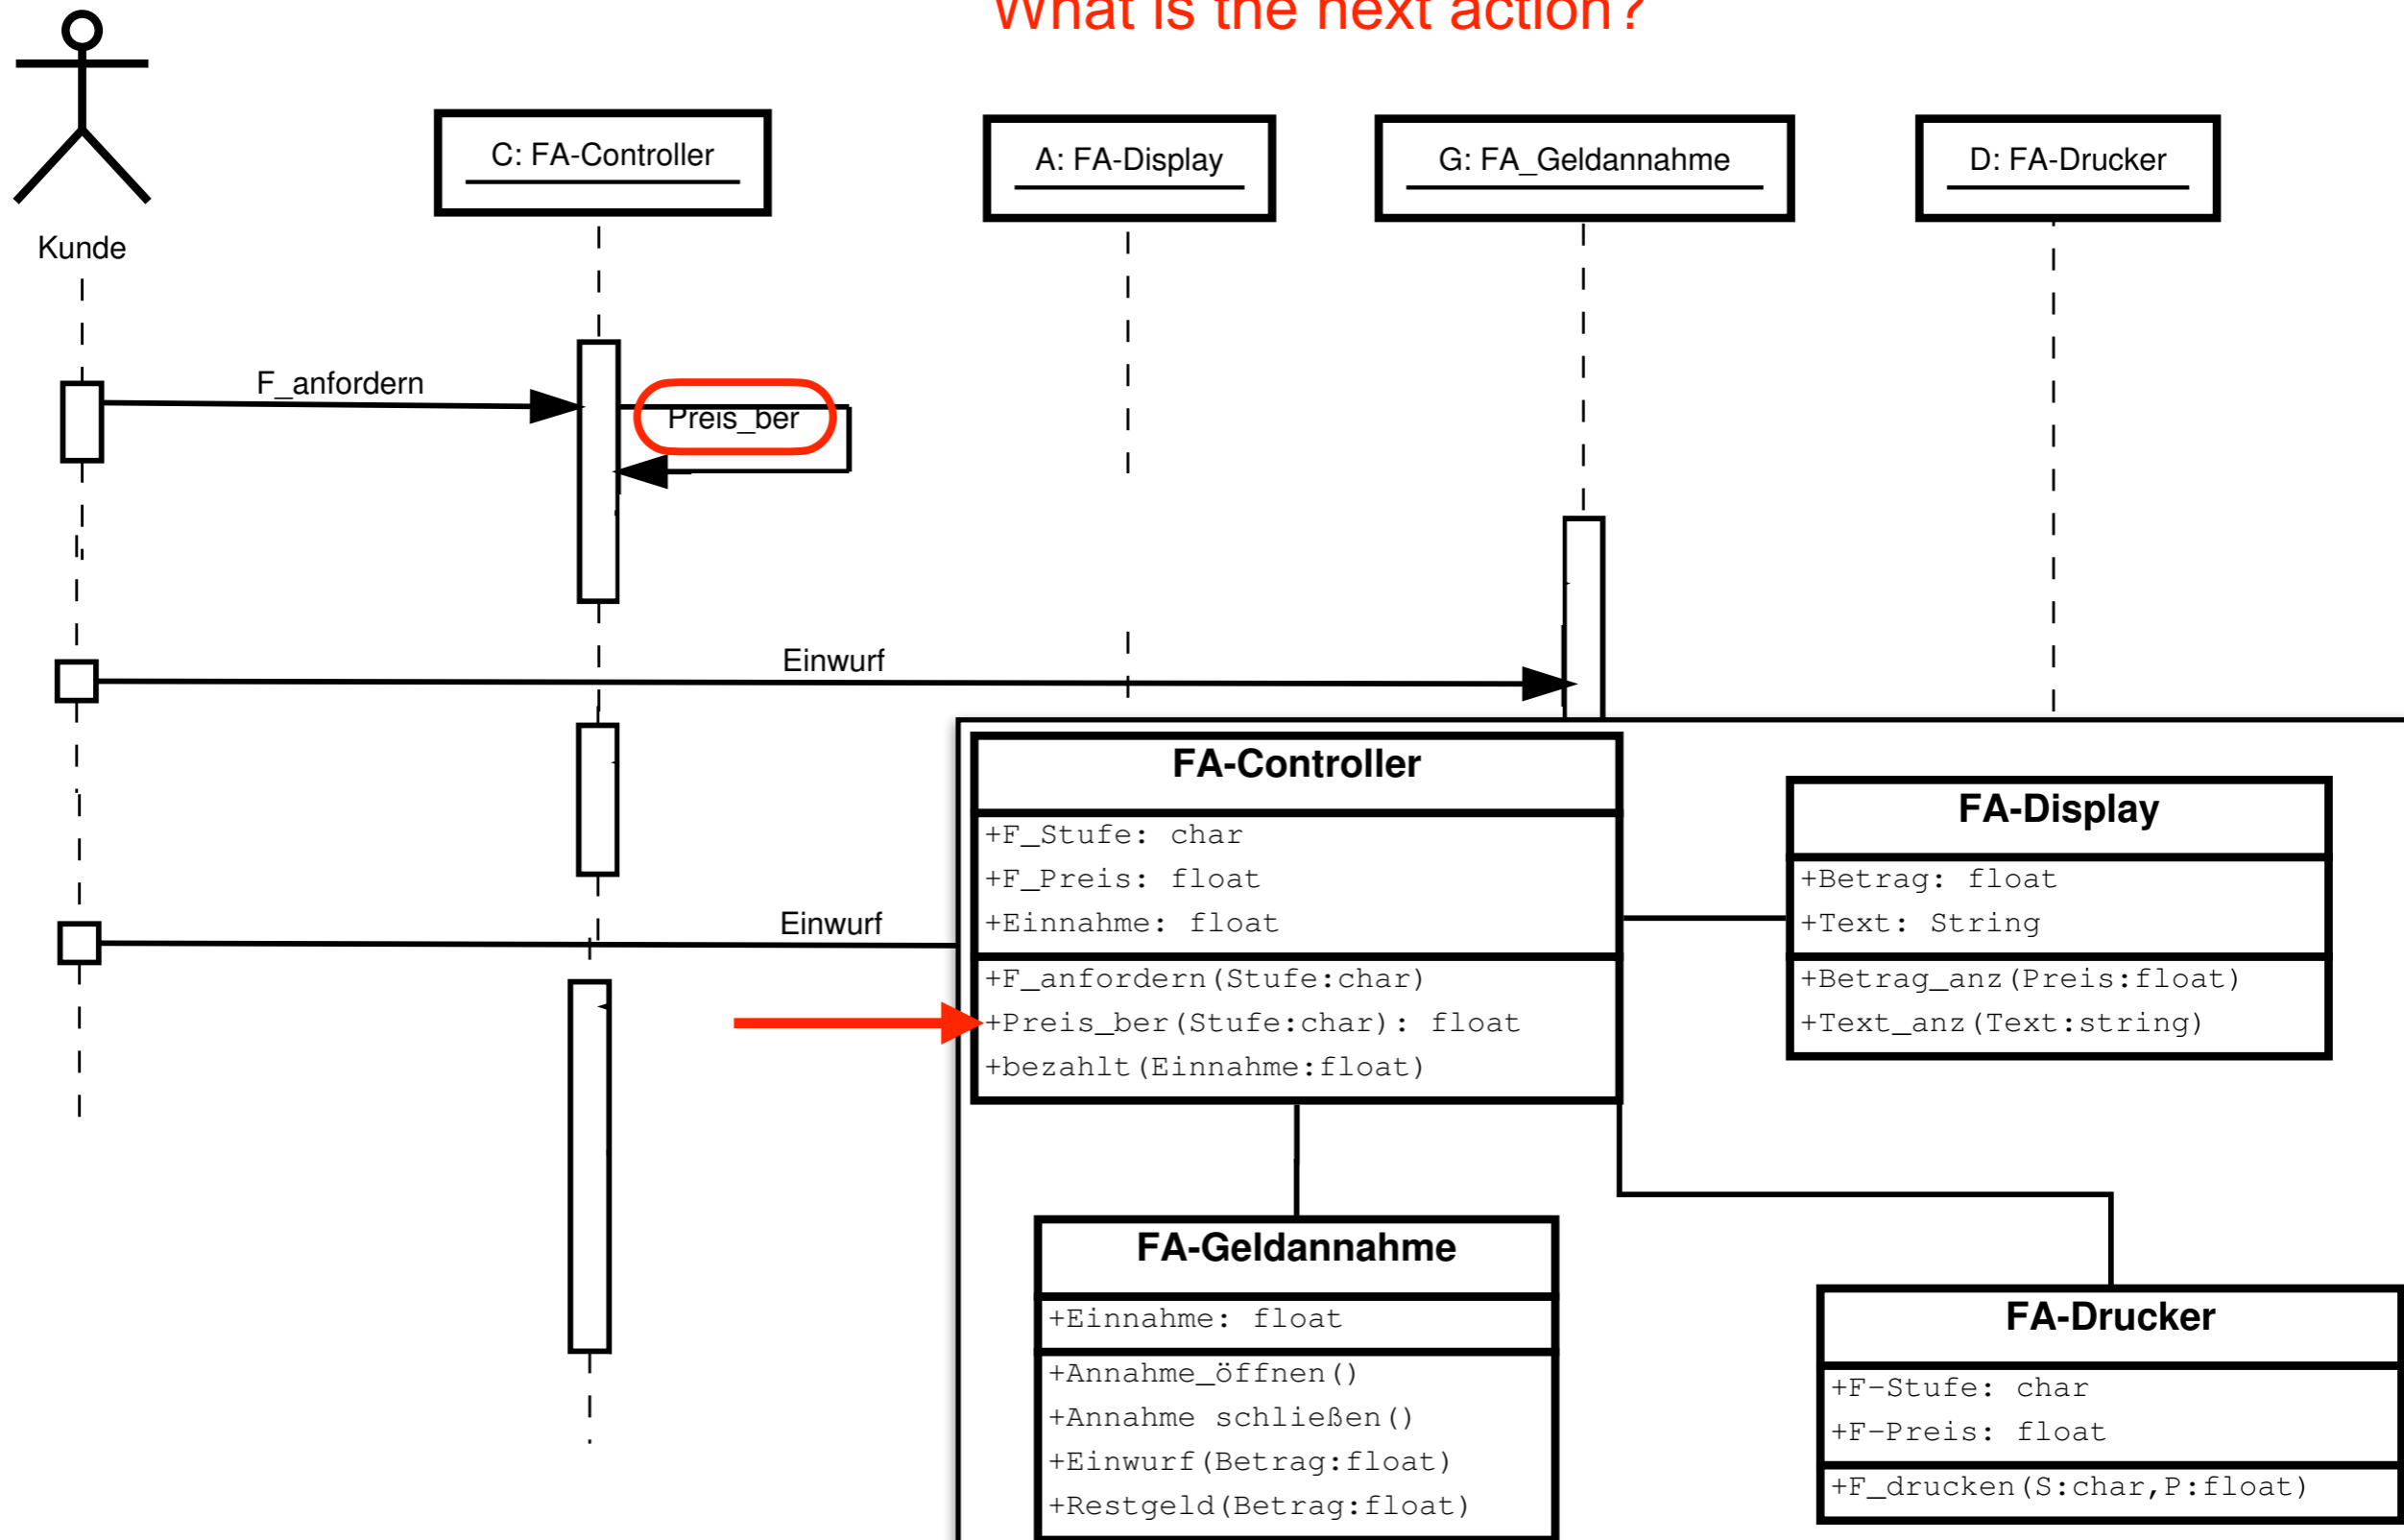 What is the next action?
C: FA-Controller
A: FA-Display
G: FA_Geldannahme
D: FA-Drucker
Kunde
F_anfordern
Preis_ber
Einwurf
Einwurf
FA-Controller
+F_Stufe: char
+F_Preis: float
+Einnahme: float
+F_anfordern(Stufe:char)
+Preis_ber(Stufe:char): float
+bezahlt(Einnahme:float)
FA-Display
+Betrag: float
+Text: String
+Betrag_anz(Preis:float)
+Text_anz(Text:string)
FA-Geldannahme
+Einnahme: float
+Annahme_öffnen()
+Annahme schließen()
+Einwurf(Betrag:float)
+Restgeld(Betrag:float)
FA-Drucker
+F-Stufe: char
+F-Preis: float
+F_drucken(S:char,P:float)